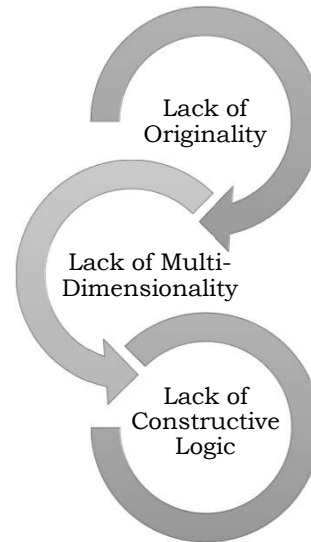 Lack of
Originality
Lack of Multi-
Dimensionality
Lack of
Constructive
Logic